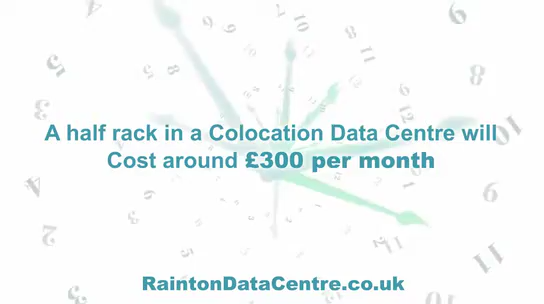 A half rack in a Colocation Data Centre will
Cost around £300 per month
RaintonDataCentre.co.uk